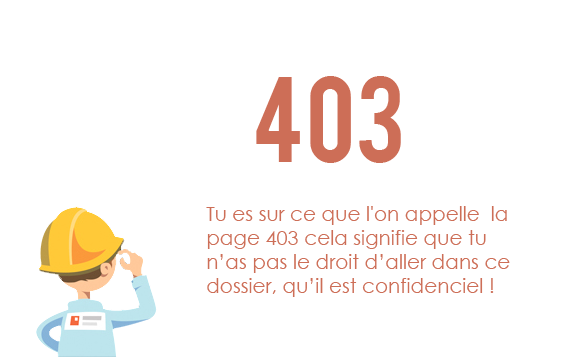 403
Tu es sur ce que l'on appelle  la
page 403 cela signifie que tu
n’as pas le droit d’aller dans ce
dossier, qu’il est confidenciel !